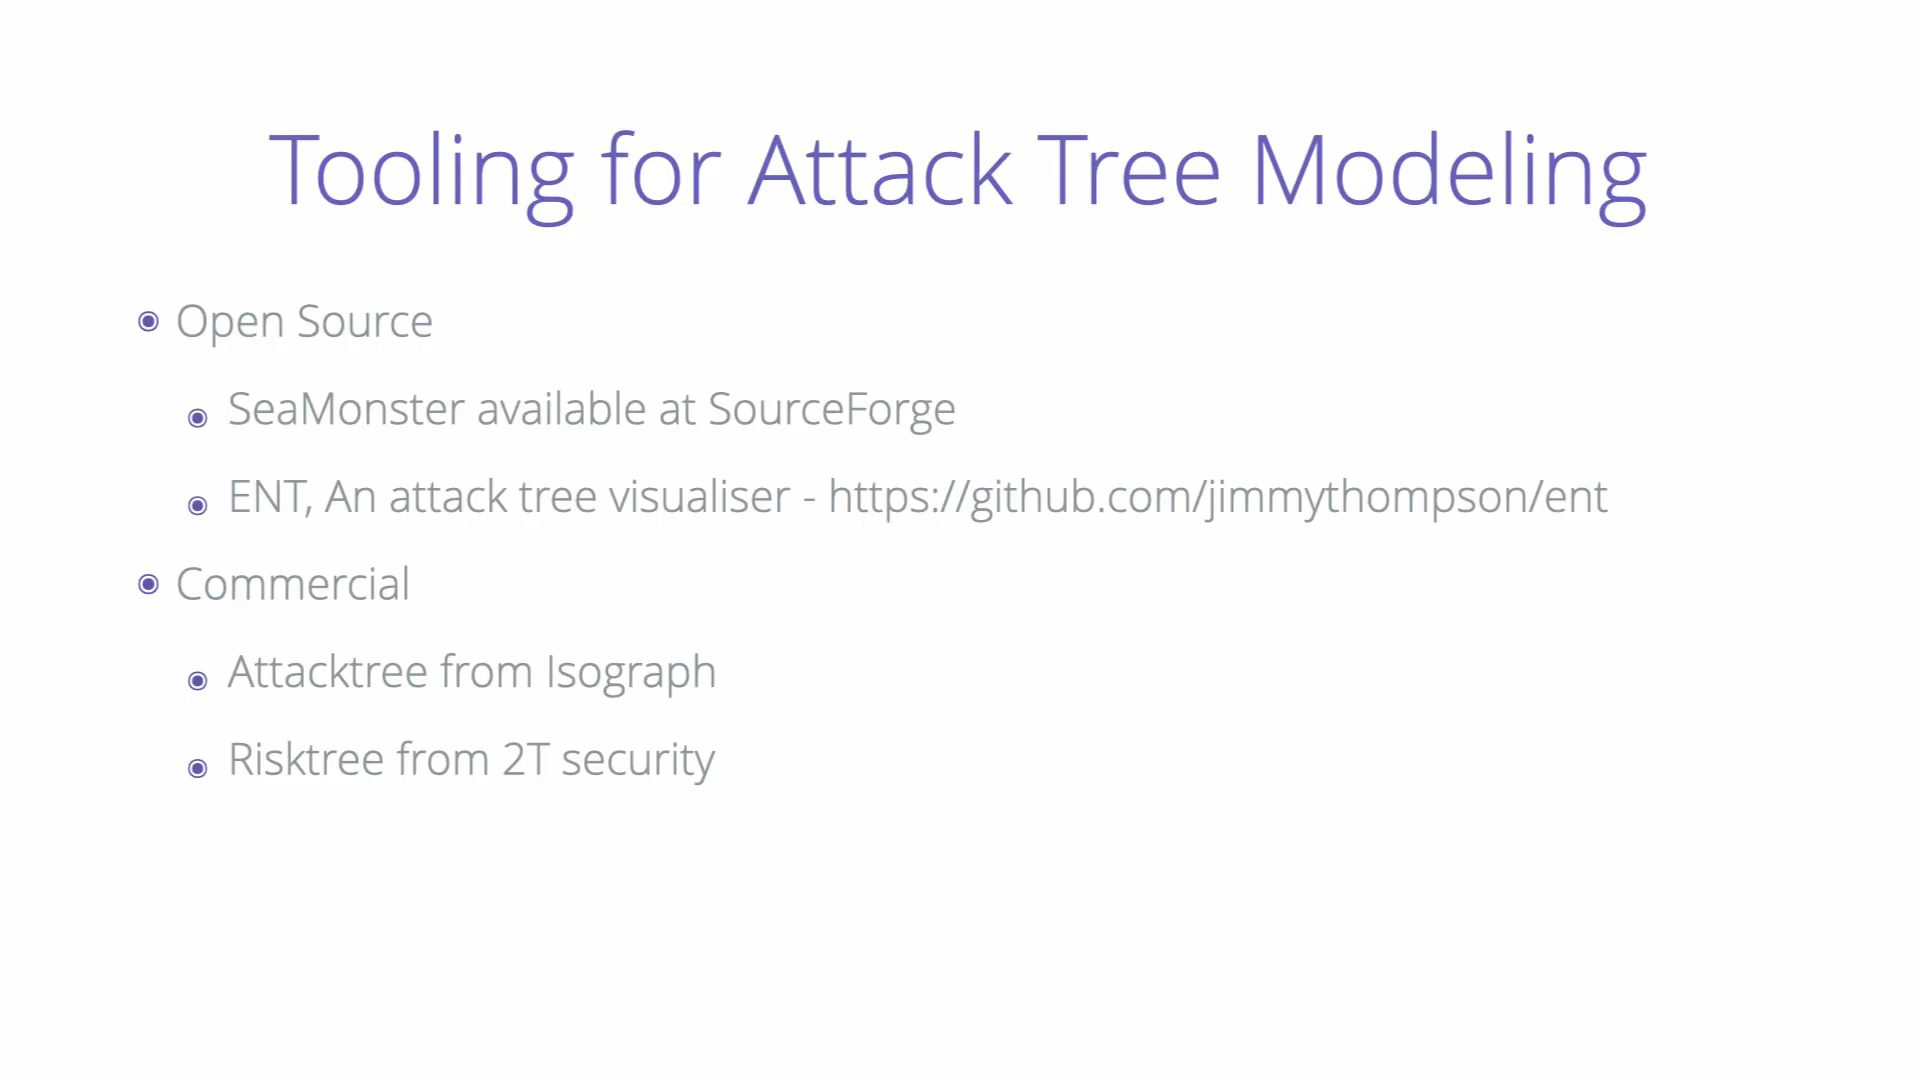 Tooling for Attack Tree Modeling
Open Source
SeaMonster available at SourceForge
ENT, An attack tree visualiser - https://github.com/jimmythompson/ent
Commercial
Attacktree from Isograph
Risktree from 2T security